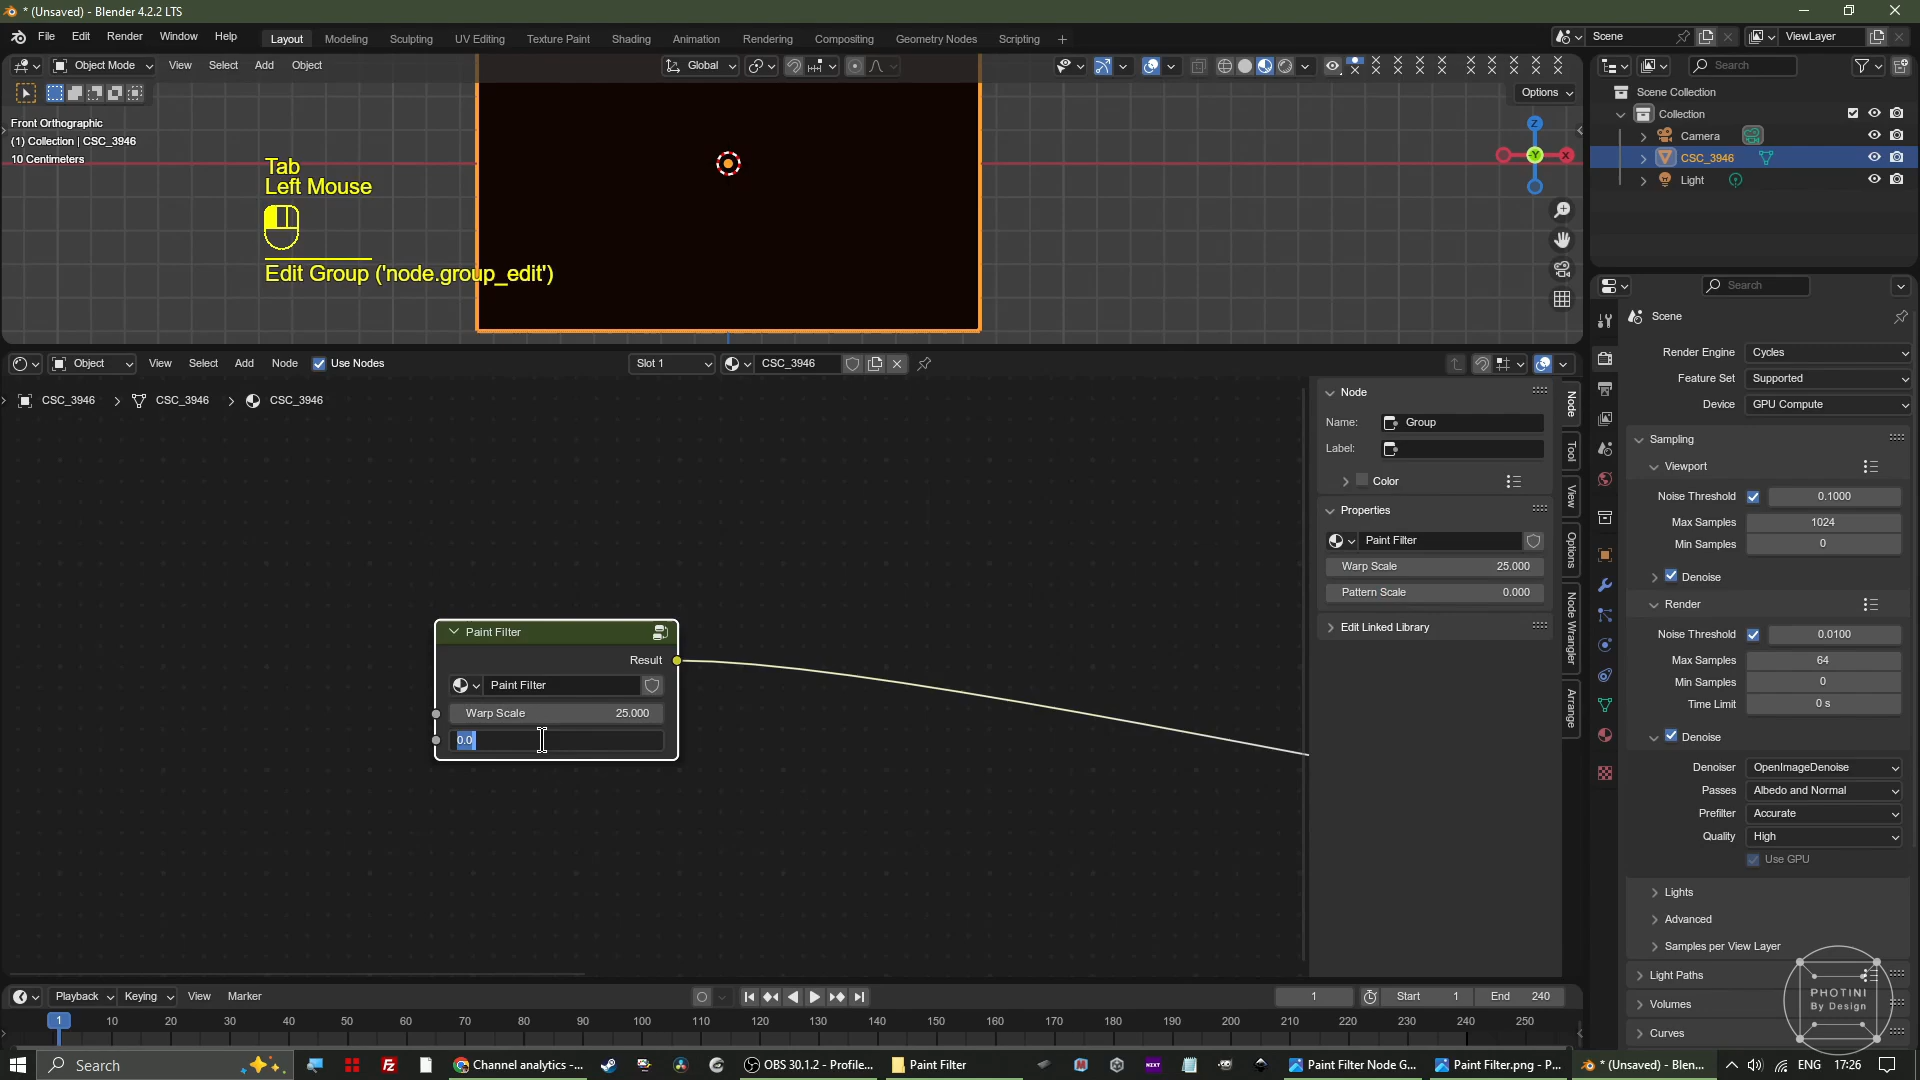 * (Unsaved) - Blender 4.2.2 LTS
File Edit Render Window Help Layout Modeling Sculpting UV Editing Texture Paint Shading Animation Rendering Compositing Geometry Nodes Scripting + Scene ViewLayer
Object Mode View Select Add Object Global Search
Options
Front Orthographic
(1) Collection | CSC_3946
10 Centimeters
Tab
Left Mouse
Edit Group ('node.group_edit')
Z
-Y
X
Scene Collection
Collection
Camera
CSC_3946
Light
Search
Scene
Object View Select Add Node Use Nodes Slot 1 CSC_3946
CSC_3946 > CSC_3946 > CSC_3946
Paint Filter
Result
Paint Filter
Warp Scale 25.000
0.0
Node
Name: Group
Label:
Color
Properties
Paint Filter
Warp Scale 25.000
Pattern Scale 0.000
Edit Linked Library
Node
Tool
View
Options
Node Wrangler
Arrange
Render Engine Cycles
Feature Set Supported
Device GPU Compute
Sampling
Viewport
Noise Threshold 0.1000
Max Samples 1024
Min Samples 0
Denoise
Render
Noise Threshold 0.0100
Max Samples 64
Min Samples 0
Time Limit 0 s
Denoise
Denoiser OpenImageDenoise
Passes Albedo and Normal
Prefilter Accurate
Quality High
Use GPU
Lights
Advanced
Samples per View Layer
Light Paths
Volumes
Curves
PHOTINI
By Design
Playback Keying View Marker 1 Start 1 End 240
1 10 20 30 40 50 60 70 80 90 100 110 120 130 140 150 160 170 180 190 200 210 220 230 240 250
Search Channel analytics -... OBS 30.1.2 - Profile... Paint Filter NZXT Paint Filter Node G... Paint Filter.png - P... * (Unsaved) - Blen... ENG 17:26